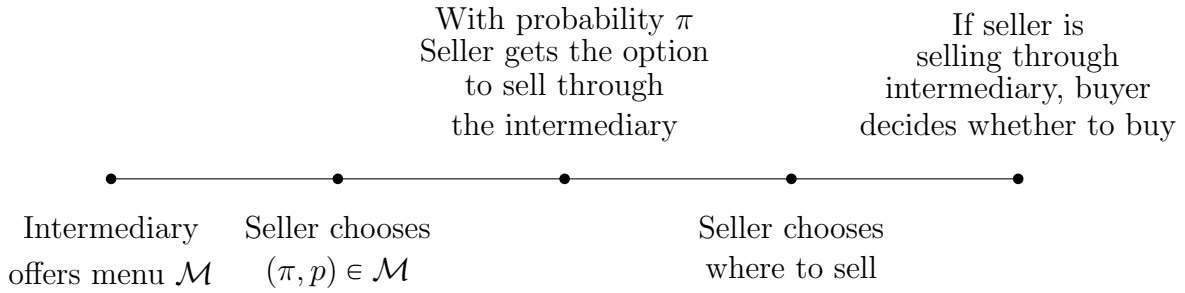 With probability π
Seller gets the option
to sell through
the intermediary
If seller is
selling through
intermediary, buyer
decides whether to buy
Intermediary
offers menu ℳ
Seller chooses
(π, p) ∈ ℳ
Seller chooses
where to sell